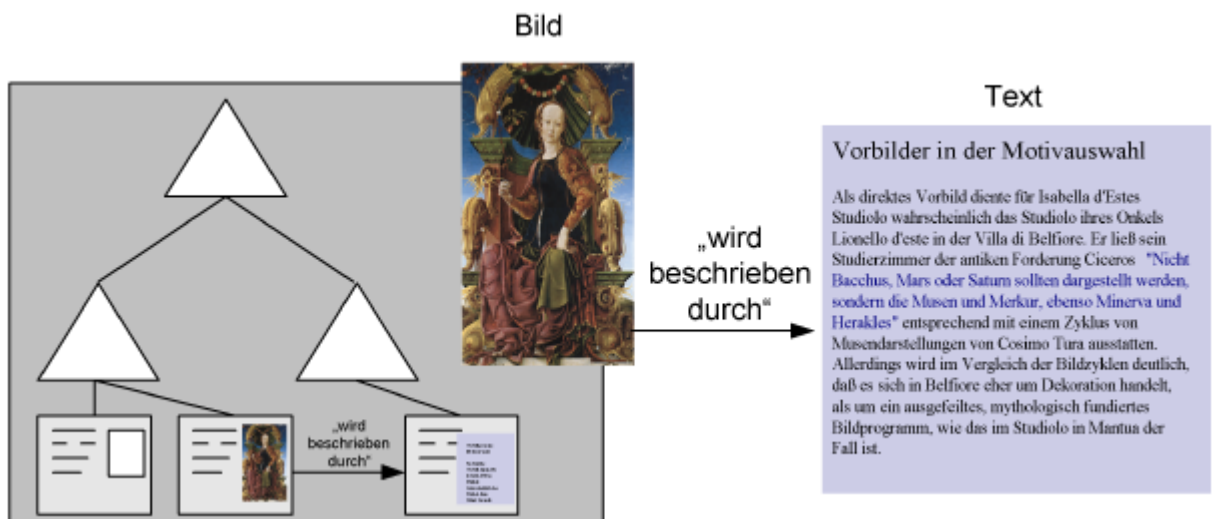 Bild
Text
Vorbilder in der Motivauswahl
Als direktes Vorbild diente für Isabella d'Estes
Studiolo wahrscheinlich das Studiolo ihres Onkels
Lionello d'este in der Villa di Belfiore. Er ließ sein
Studierzimmer der antiken Forderung Ciceros "Nicht
Bacchus, Mars oder Saturn sollten dargestellt werden,
sondern die Musen und Merkur, ebenso Minerva und
Herakles" entsprechend mit einem Zyklus von
Musendarstellungen von Cosimo Tura ausstatten.
Allerdings wird im Vergleich der Bildzyklen deutlich,
daß es sich in Belfiore eher um Dekoration handelt,
als um ein ausgefeiltes, mythologisch fundiertes
Bildprogramm, wie das im Studiolo in Mantua der
Fall ist.
„wird
beschrieben
durch“
„wird
beschrieben
durch“